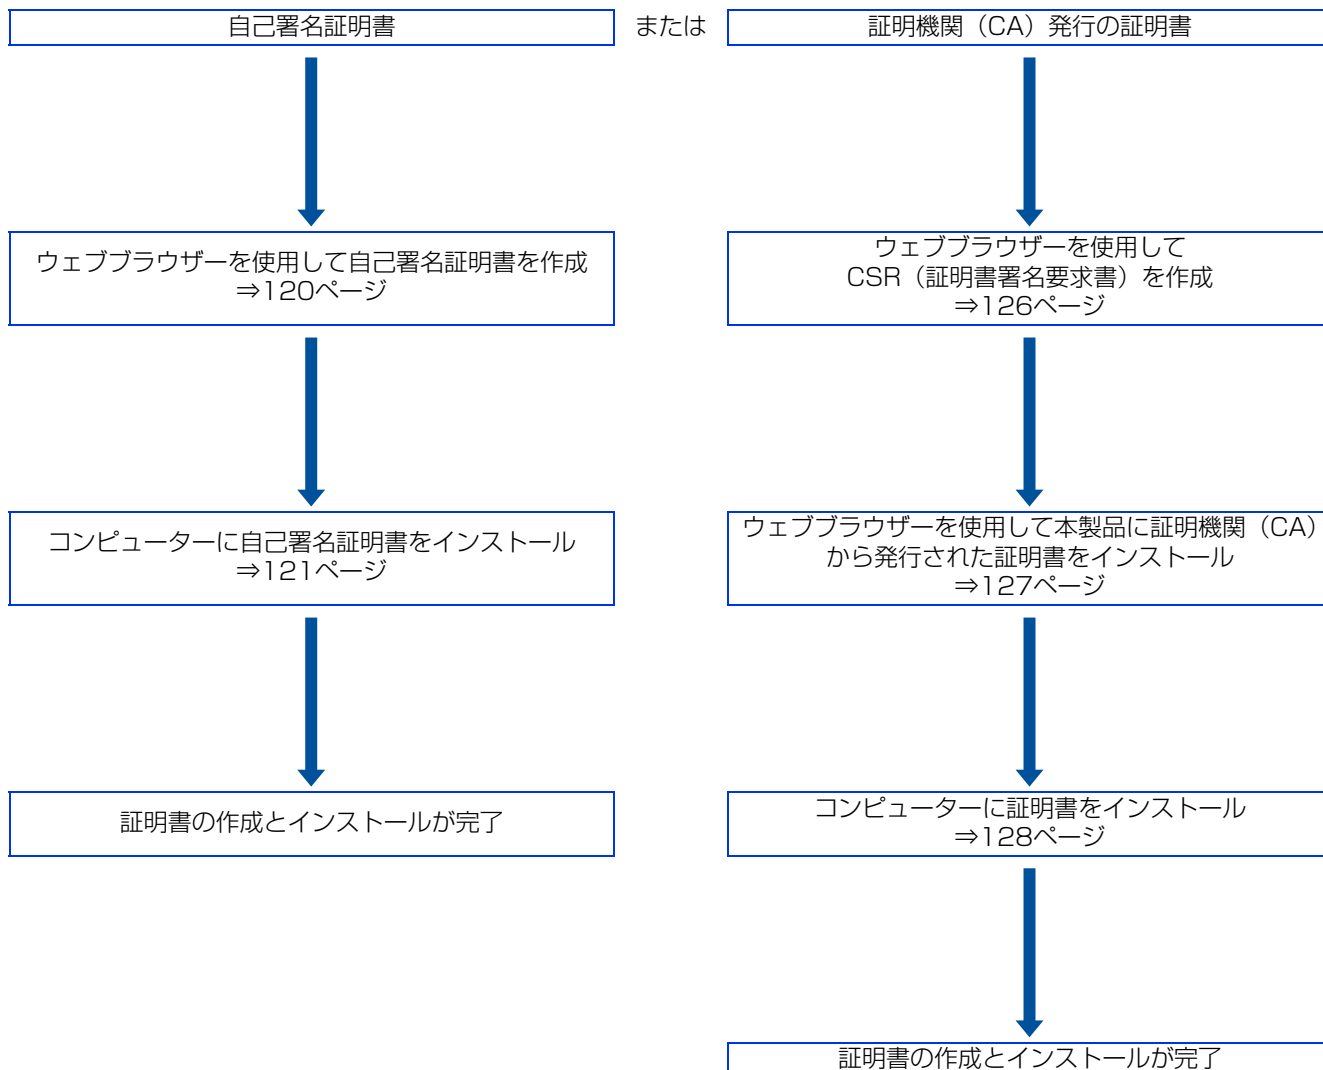 自己署名証明書
または
証明機関（CA）発行の証明書
ウェブブラウザーを使用して自己署名証明書を作成
⇒120ページ
ウェブブラウザーを使用して
CSR（証明書署名要求書）を作成
⇒126ページ
コンピューターに自己署名証明書をインストール
⇒121ページ
ウェブブラウザーを使用して本製品に証明機関（CA）
から発行された証明書をインストール
⇒127ページ
証明書の作成とインストールが完了
コンピューターに証明書をインストール
⇒128ページ
証明書の作成とインストールが完了